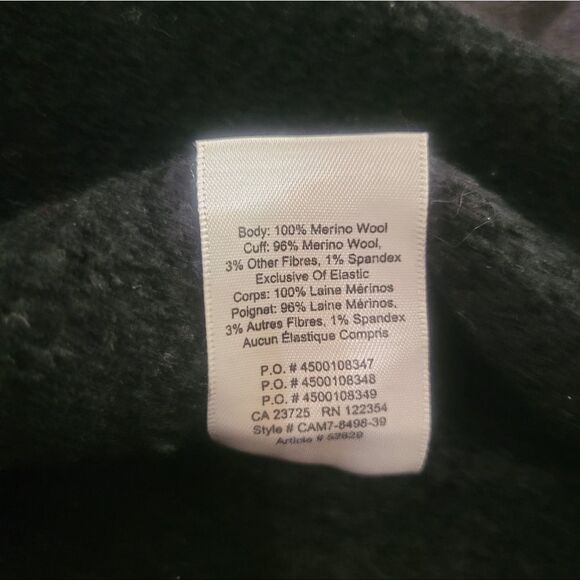 Body: 100% Merino Wool
Cuff: 96% Merino Wool,
3% Other Fibres, 1% Spandex
Exclusive Of Elastic
Corps: 100% Laine Mérinos
Poignet: 96% Laine Mérinos,
3% Autres Fibres, 1% Spandex
Aucun Élastique Compris
P.O. # 4500108347
P.O. # 4500108348
P.O. # 4500108349
CA 23725 RN 122354
Style # CAM7-8498-39
Article #